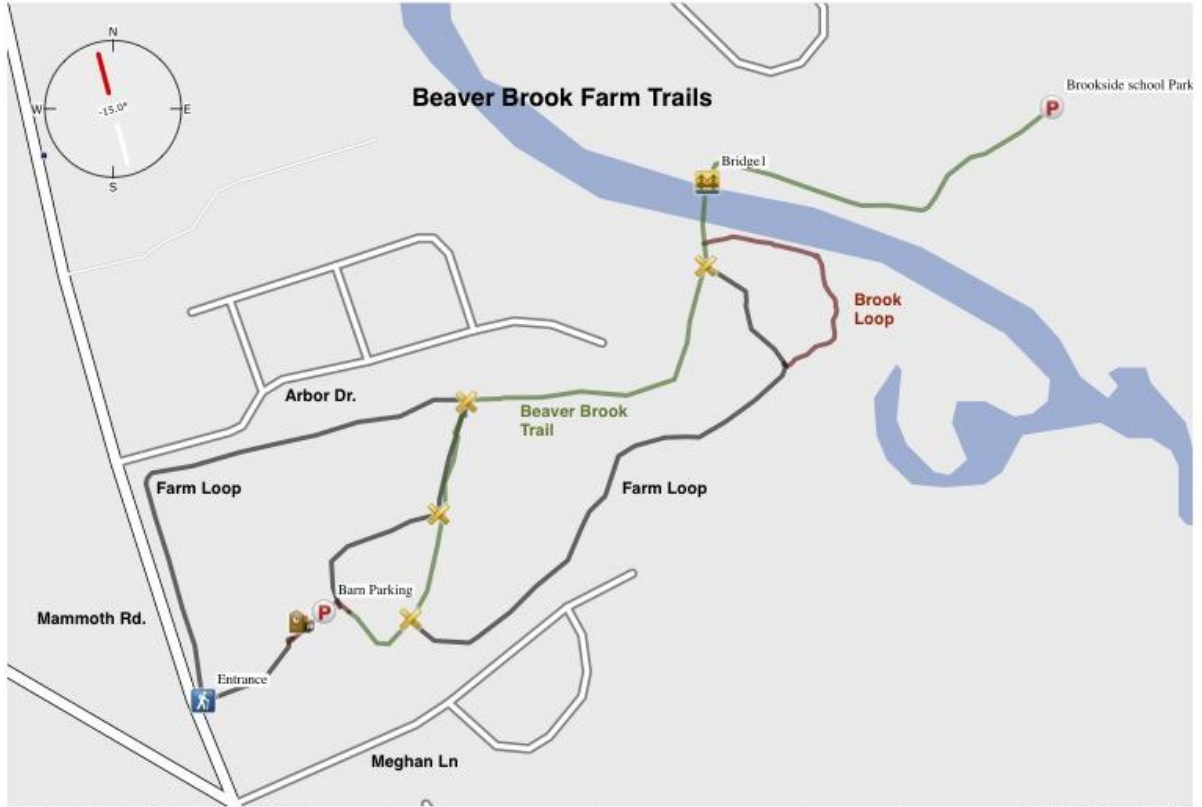 N
W
-15.0°
E
S
Beaver Brook Farm Trails
Brookside school Park
P
Bridge1
Brook
Loop
Arbor Dr.
Beaver Brook
Trail
Farm Loop
Farm Loop
Barn Parking
P
Mammoth Rd.
Entrance
Meghan Ln